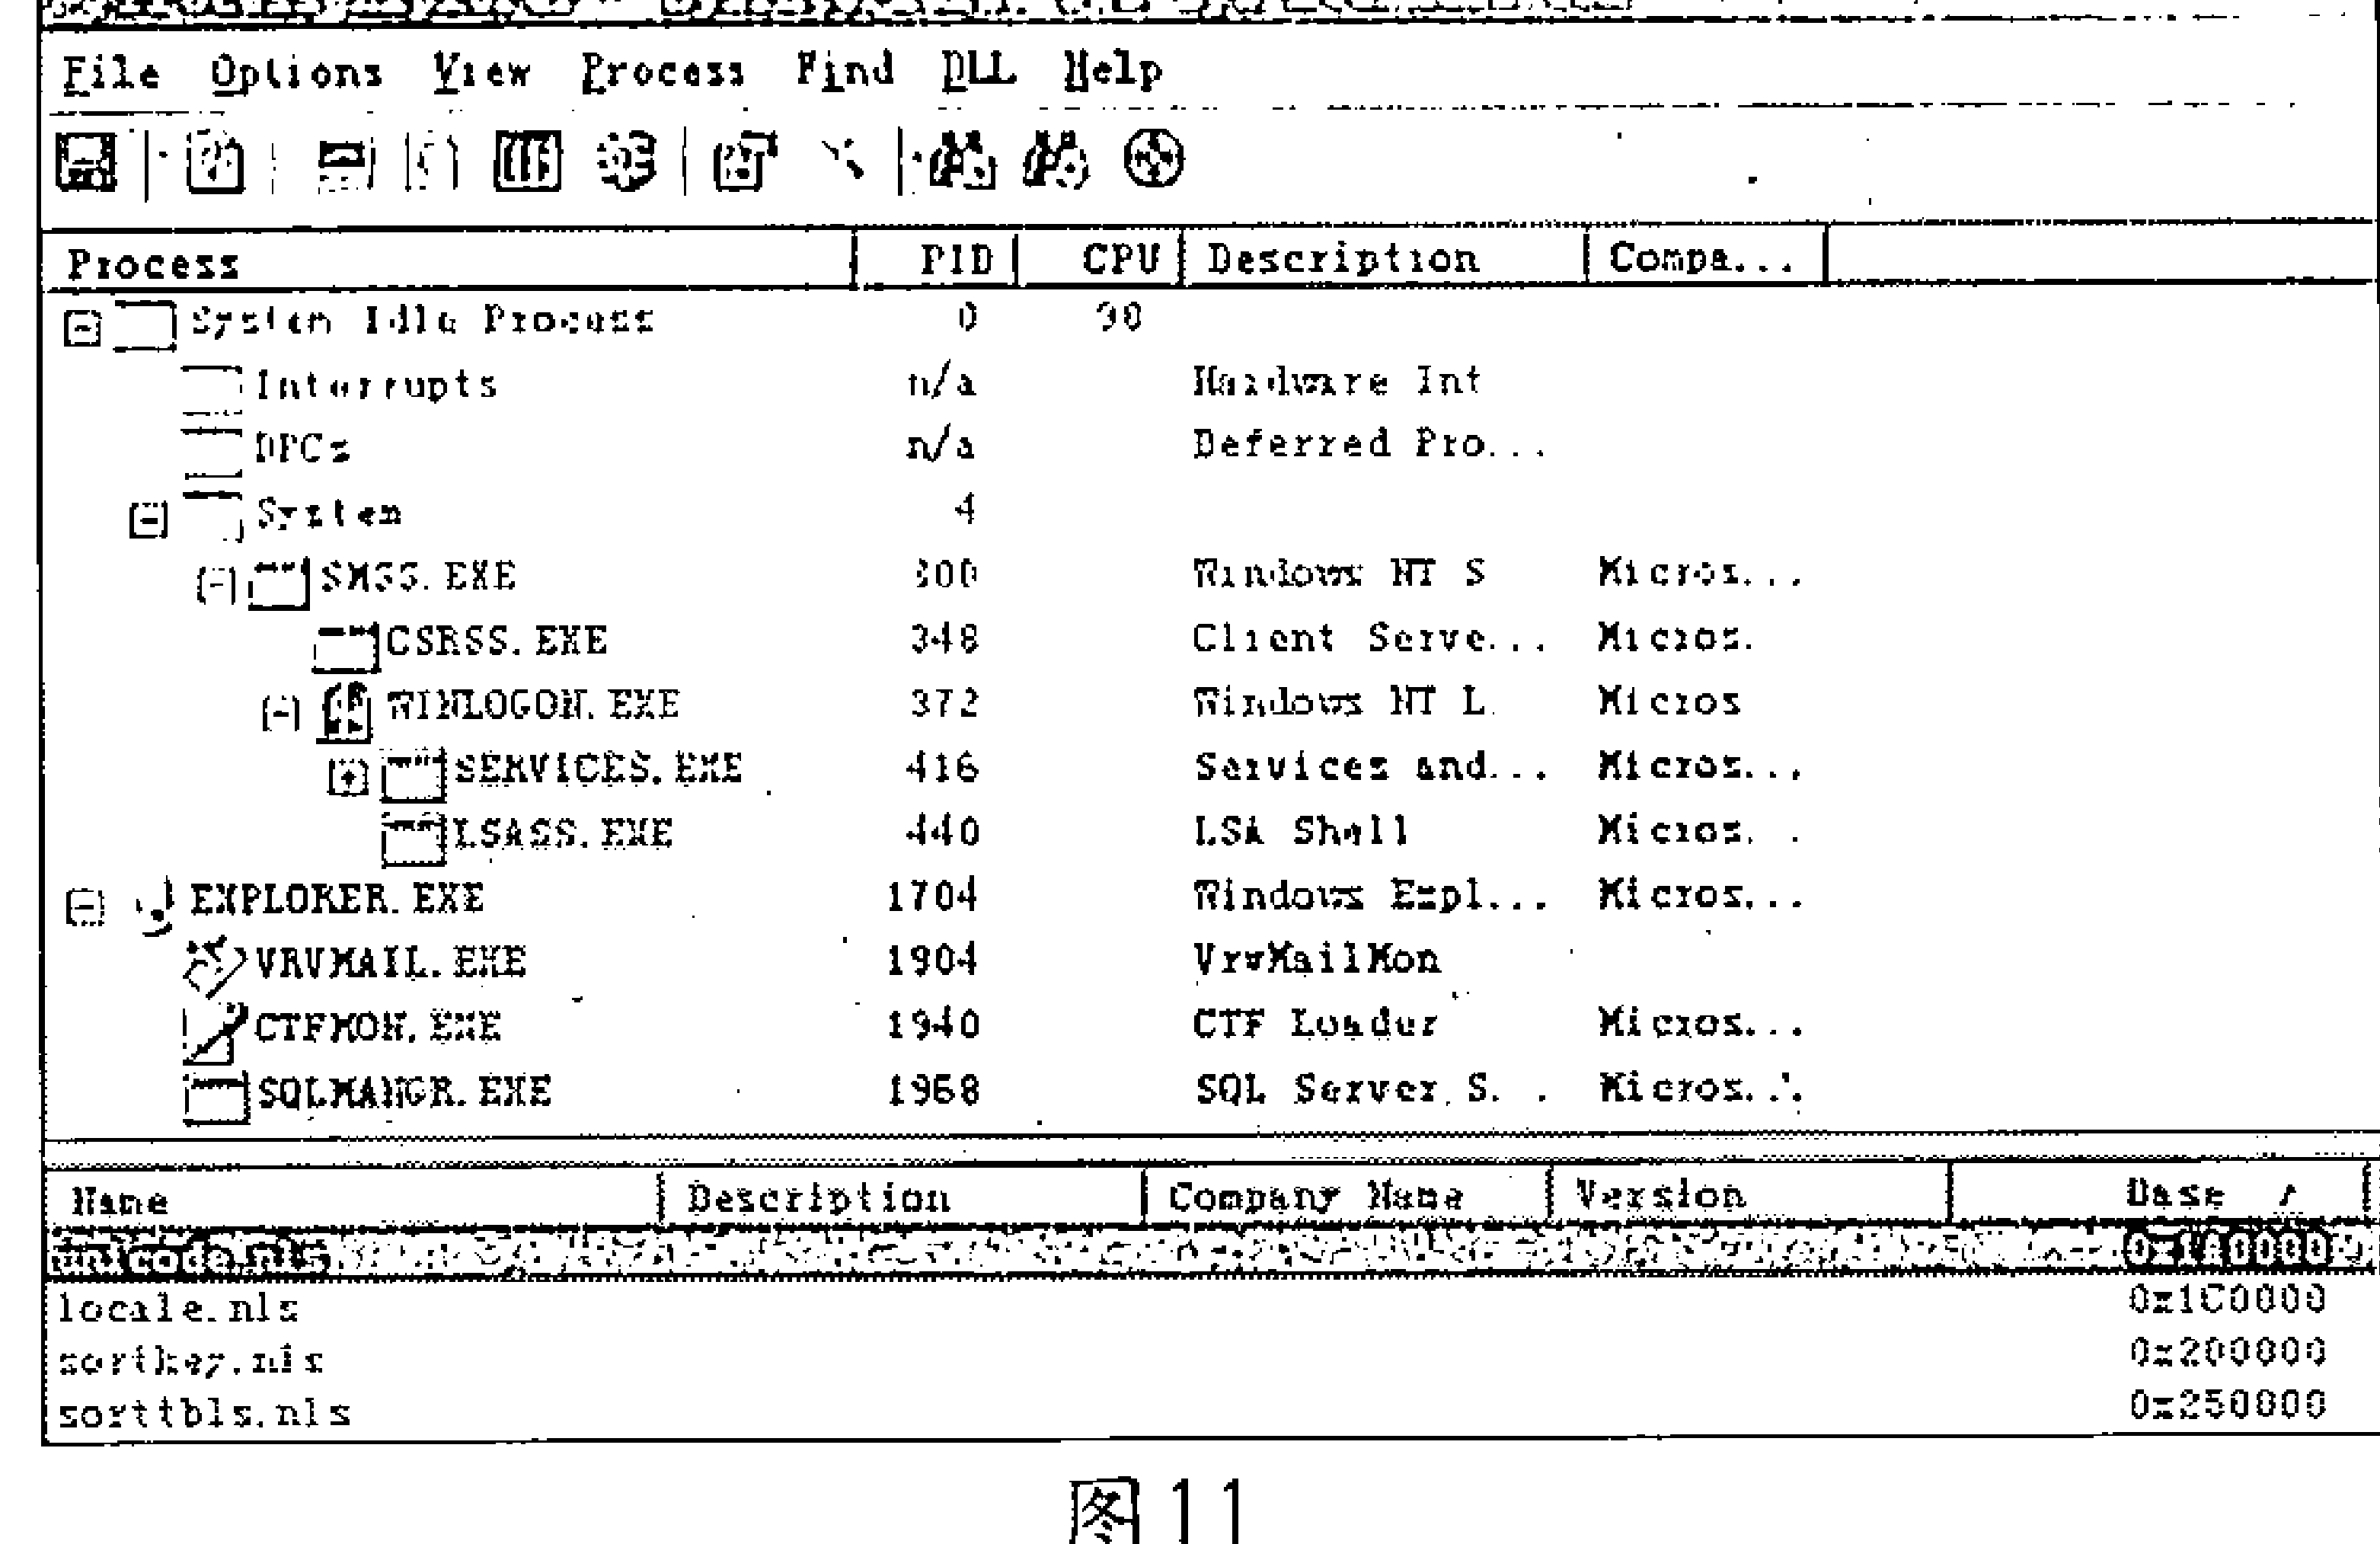 File Options View Process Find DLL Help
Process PID CPU Description Compa...
System Idle Process 0
Interrupts n/a Hardware Int
DPCs n/a Deferred Pro...
System 4
SMSS.EXE Windows NT S Micros...
CSRSS.EXE 348 Client Serve... Micros.
WINLOGON.EXE 372 Windows NT L. Micros
SERVICES.EXE 416 Services and... Micros...
LSASS.EXE 440 LSA Shell Micros. .
EXPLORER.EXE 1704 Windows Expl... Micros...
VRVMAIL.EXE 1904 VrvMailMon
CTFMON.EXE 1940 CTF Loader Micros...
SQLMANGR.EXE 1968 SQL Server S. . Micros...
Name Description Company Name Version Base
unicode.nls
locale.nls 0x1C0000
sortkey.nls 0x200000
sorttbls.nls 0x250000
图11